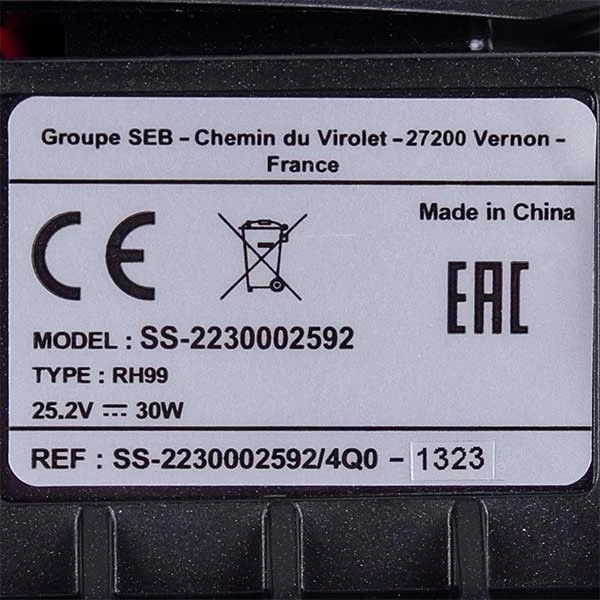 Groupe SEB – Chemin du Virolet – 27200 Vernon –
France
Made in China
CE
EAC
MODEL : SS-2230002592
TYPE : RH99
25.2V ⎓ 30W
REF : SS-2230002592/4Q0 – 1323